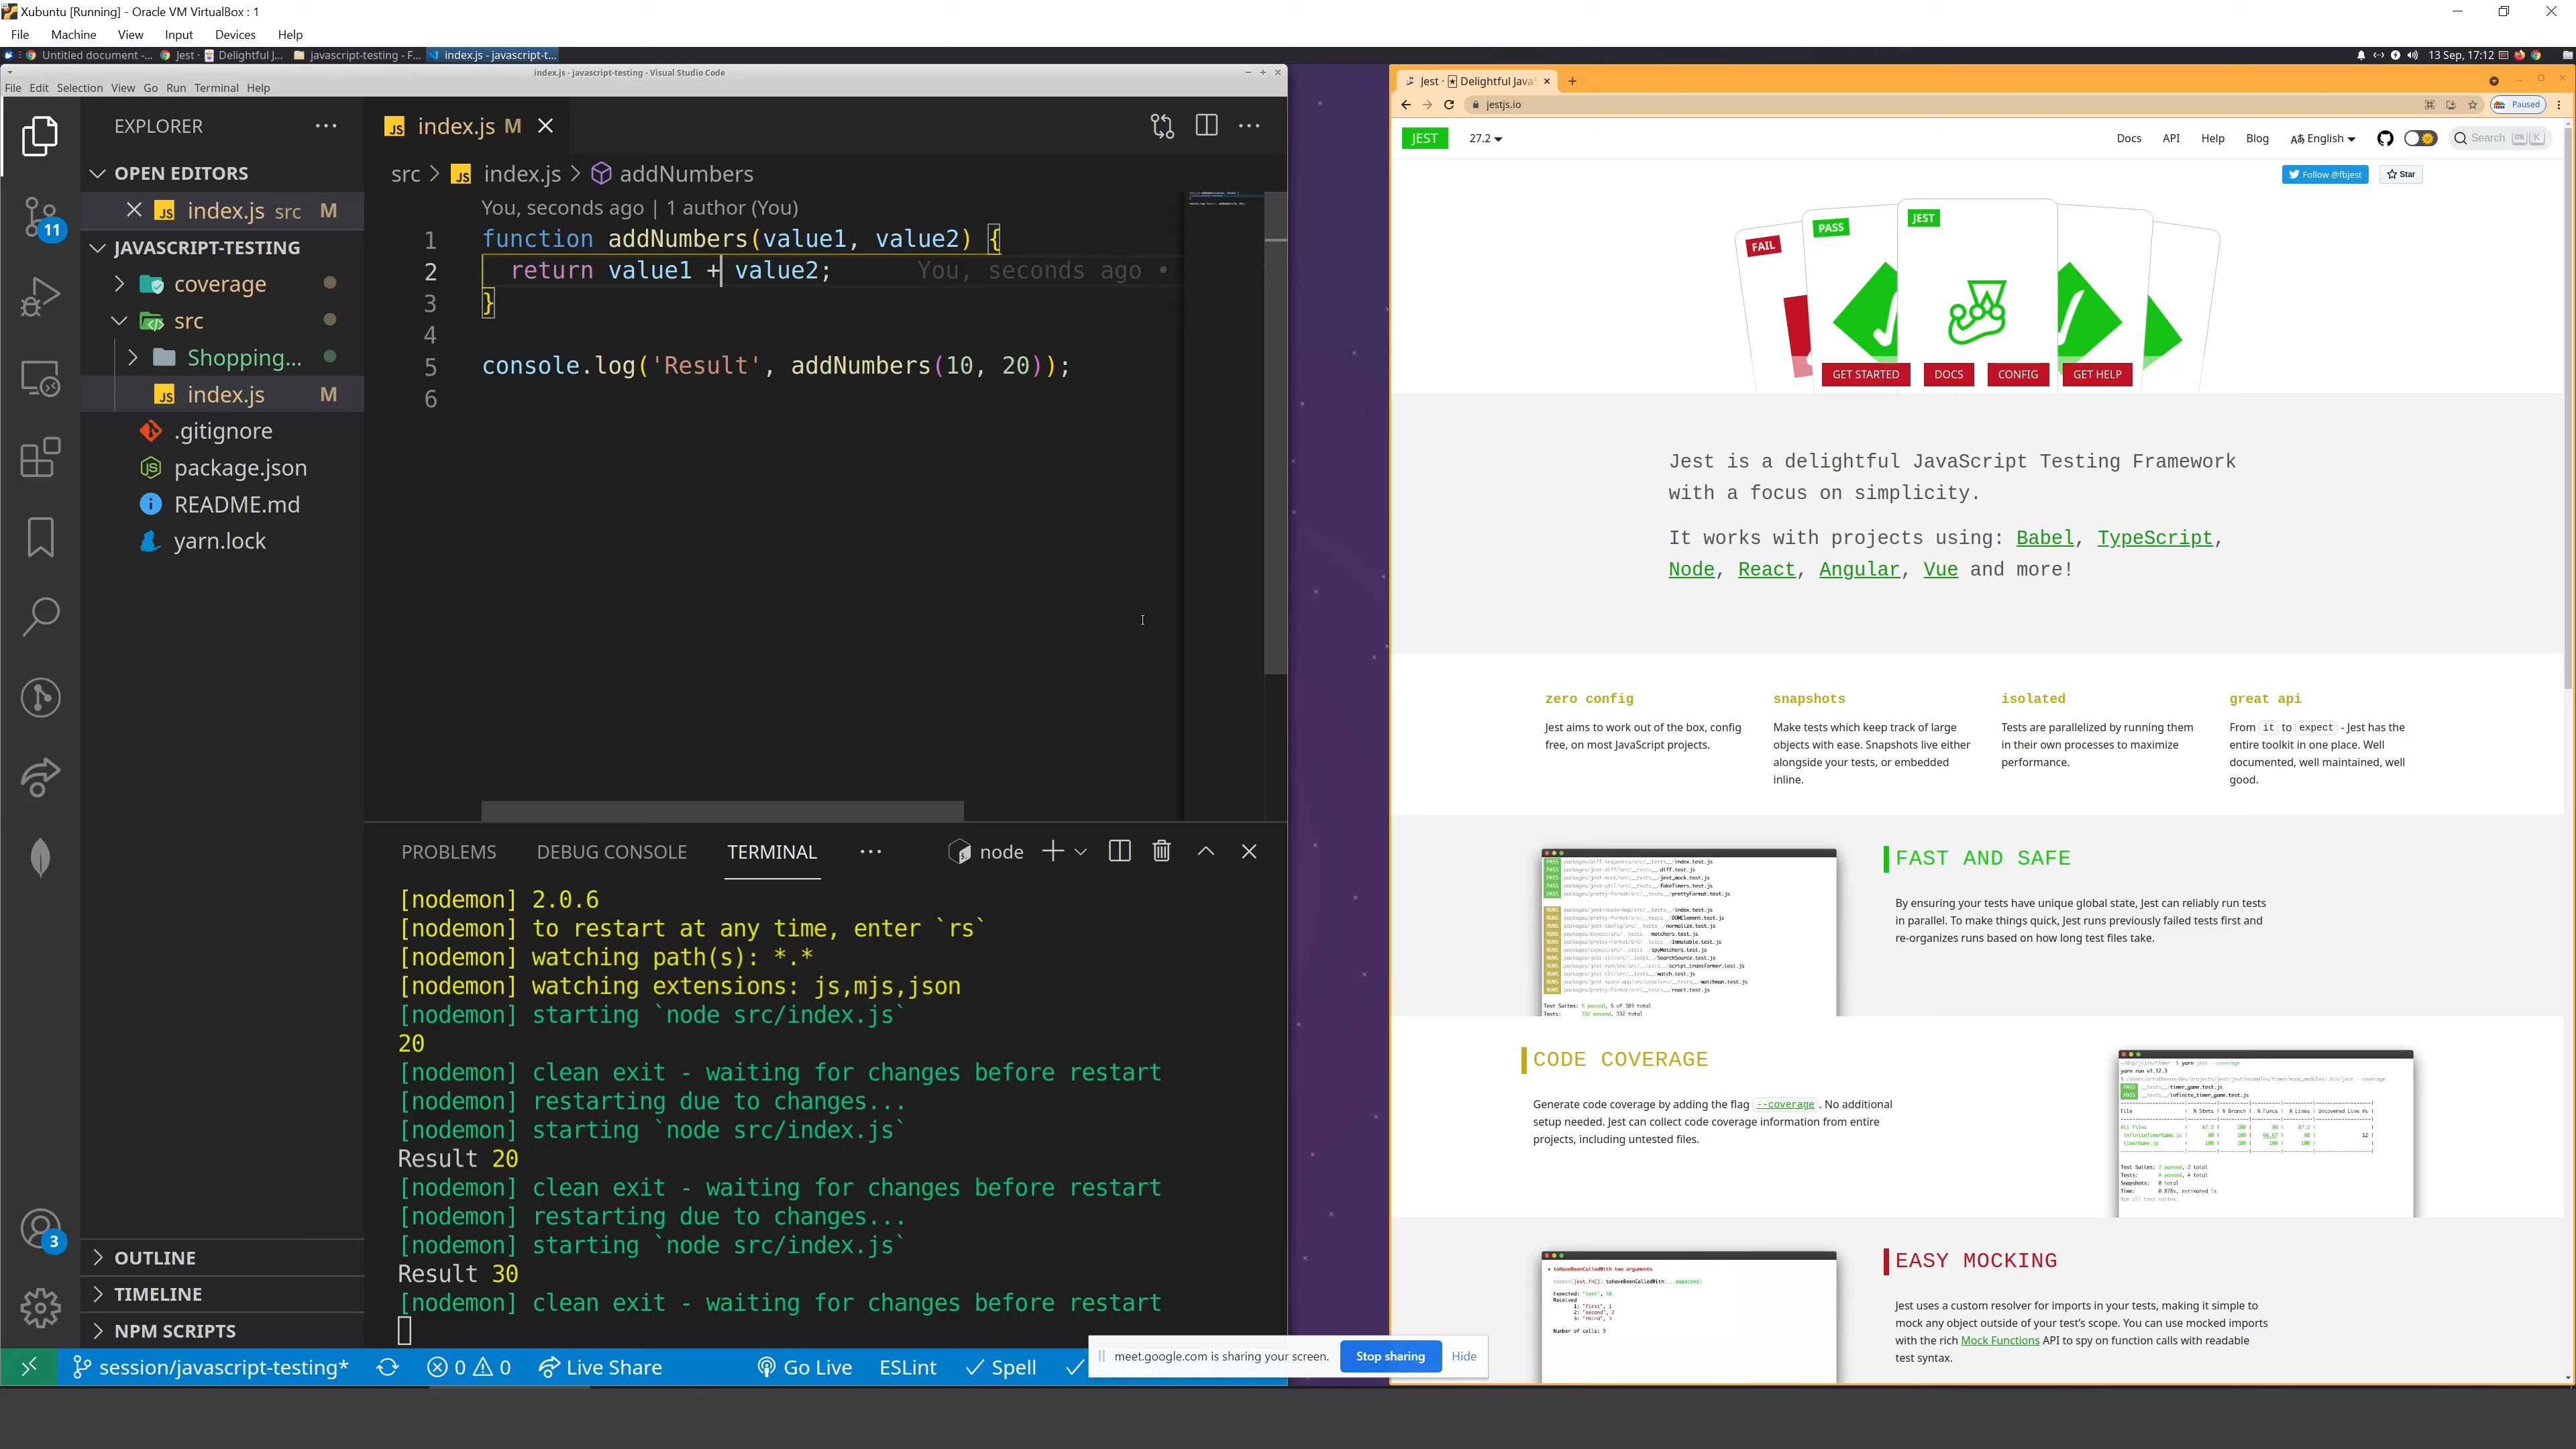 Xubuntu [Running] - Oracle VM VirtualBox : 1
File Machine View Input Devices Help
Untitled document -... Jest · Delightful J... javascript-testing - F... index.js - javascript-t...
13 Sep, 17:12
index.js - javascript-testing - Visual Studio Code
File Edit Selection View Go Run Terminal Help
EXPLORER
OPEN EDITORS
index.js src M
JAVASCRIPT-TESTING
coverage
src
Shopping...
index.js M
.gitignore
package.json
README.md
yarn.lock
OUTLINE
TIMELINE
NPM SCRIPTS
11
3
index.js M
src > index.js > addNumbers
You, seconds ago | 1 author (You)
1 function addNumbers(value1, value2) {
2 return value1 + value2; You, seconds ago •
3 }
4
5 console.log('Result', addNumbers(10, 20));
6
PROBLEMS DEBUG CONSOLE TERMINAL ··· node
[nodemon] 2.0.6
[nodemon] to restart at any time, enter `rs`
[nodemon] watching path(s): *.*
[nodemon] watching extensions: js,mjs,json
[nodemon] starting `node src/index.js`
20
[nodemon] clean exit - waiting for changes before restart
[nodemon] restarting due to changes...
[nodemon] starting `node src/index.js`
Result 20
[nodemon] clean exit - waiting for changes before restart
[nodemon] restarting due to changes...
[nodemon] starting `node src/index.js`
Result 30
[nodemon] clean exit - waiting for changes before restart
session/javascript-testing* 0 0 Live Share Go Live ESLint Spell
meet.google.com is sharing your screen. Stop sharing Hide
Jest · Delightful Java
jestjs.io
Paused
JEST 27.2 Docs API Help Blog English Search K
Follow @fbjest Star
FAIL PASS JEST
GET STARTED DOCS CONFIG GET HELP
Jest is a delightful JavaScript Testing Framework
with a focus on simplicity.
It works with projects using: Babel, TypeScript,
Node, React, Angular, Vue and more!
zero config
Jest aims to work out of the box, config
free, on most JavaScript projects.
snapshots
Make tests which keep track of large
objects with ease. Snapshots live either
alongside your tests, or embedded
inline.
isolated
Tests are parallelized by running them
in their own processes to maximize
performance.
great api
From it to expect - Jest has the
entire toolkit in one place. Well
documented, well maintained, well
good.
FAST AND SAFE
By ensuring your tests have unique global state, Jest can reliably run tests
in parallel. To make things quick, Jest runs previously failed tests first and
re-organizes runs based on how long test files take.
CODE COVERAGE
Generate code coverage by adding the flag --coverage. No additional
setup needed. Jest can collect code coverage information from entire
projects, including untested files.
EASY MOCKING
Jest uses a custom resolver for imports in your tests, making it simple to
mock any object outside of your test's scope. You can use mocked imports
with the rich Mock Functions API to spy on function calls with readable
test syntax.